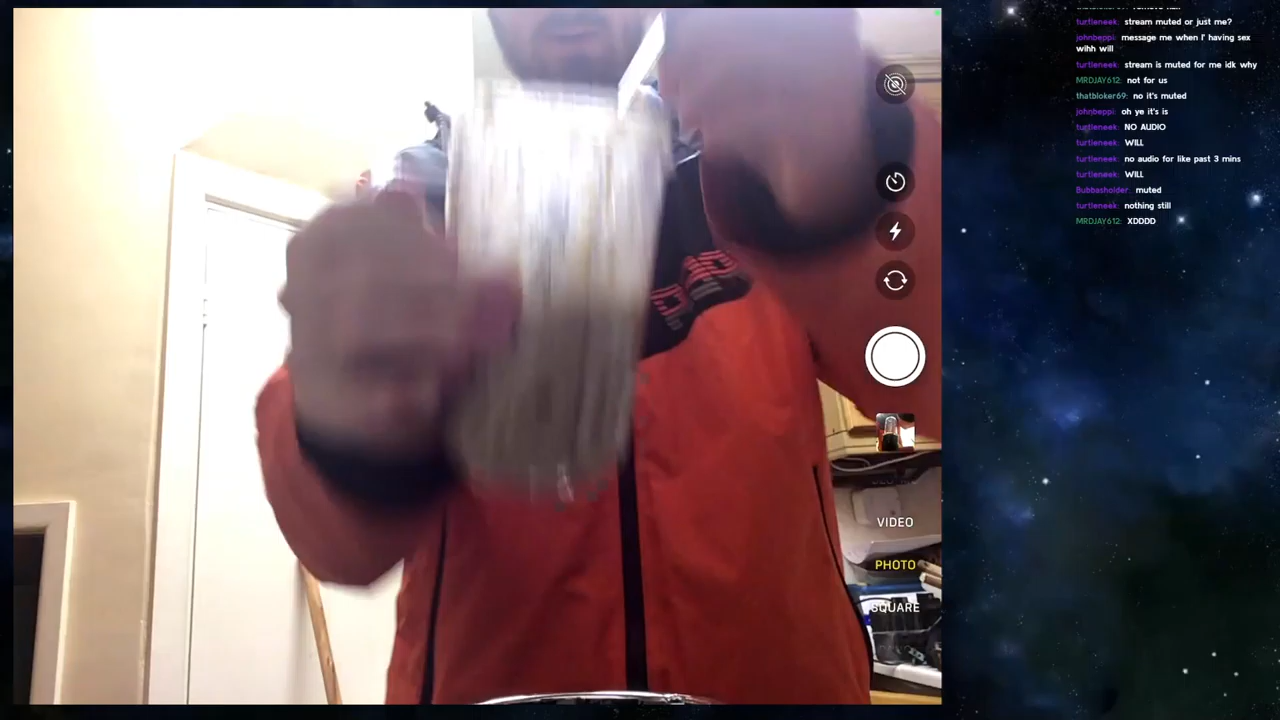 turtleneek: stream muted or just me?
johnbeppi: message me when I' having sex
wihh will
turtleneek: stream is muted for me idk why
MRDJAY612: not for us
thatbloker69: no it's muted
johnbeppi: oh ye it's is
turtleneek: NO AUDIO
turtleneek: WILL
turtleneek: no audio for like past 3 mins
turtleneek: WILL
Bubbasholder: muted
turtleneek: nothing still
MRDJAY612: XDDDD
VIDEO
PHOTO
SQUARE